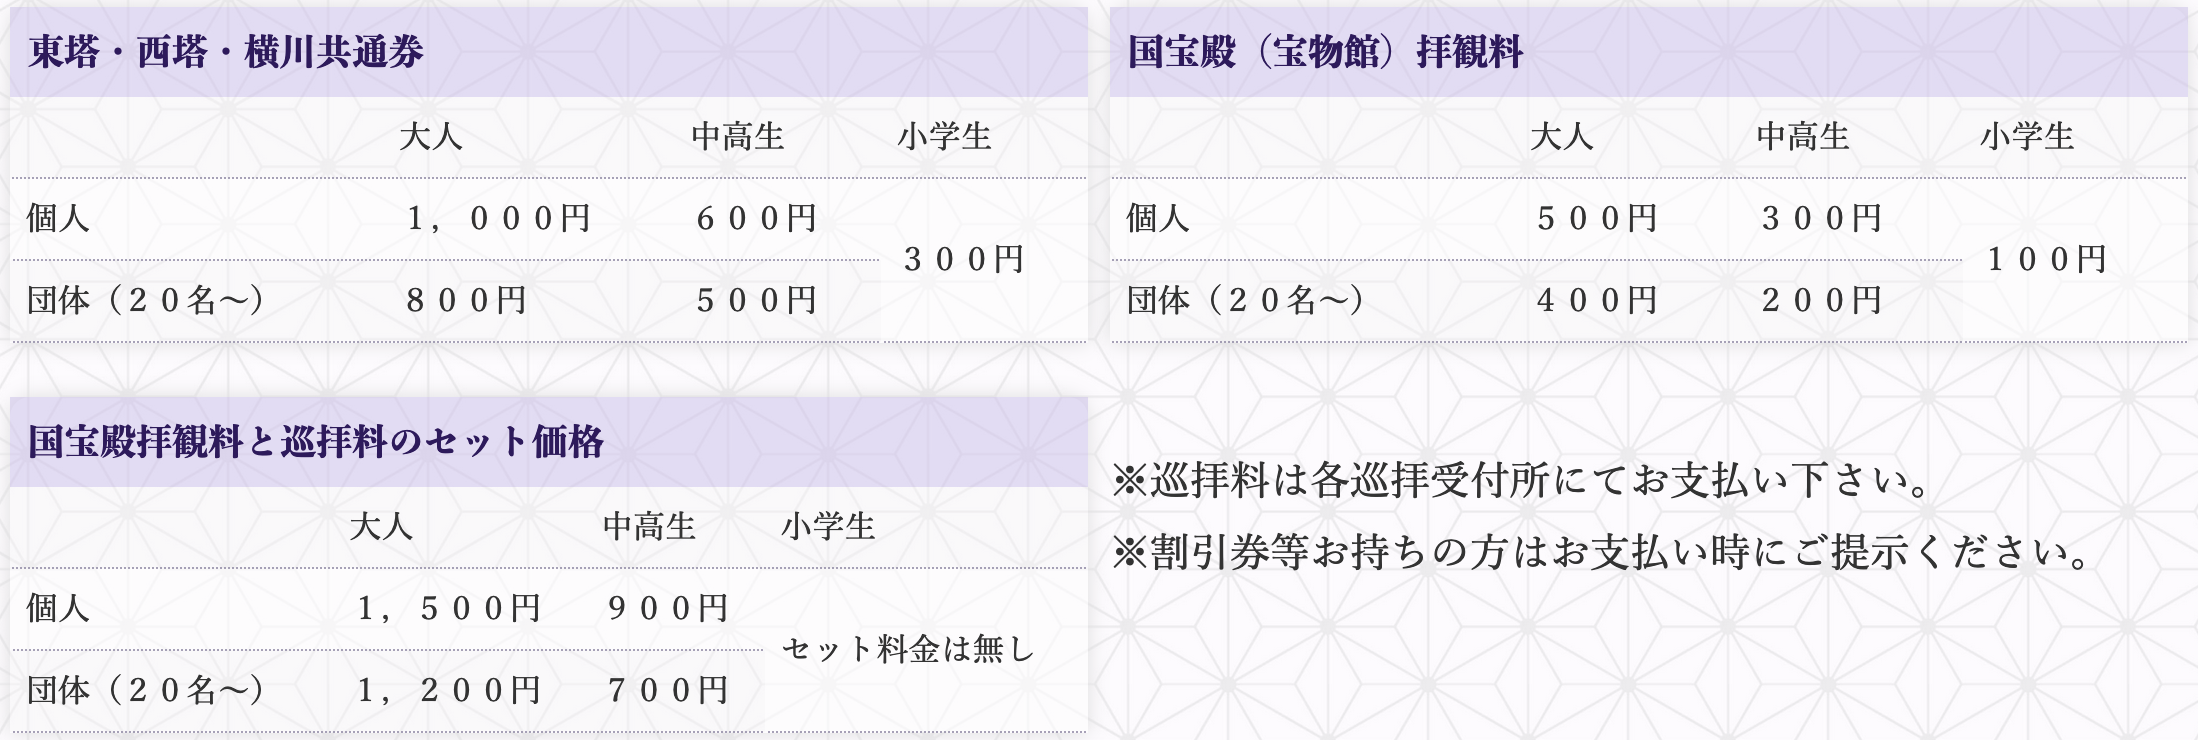 東塔・西塔・横川共通券
大人 中高生 小学生
個人 １，０００円 ６００円
３００円
団体（２０名～） ８００円 ５００円
国宝殿（宝物館）拝観料
大人 中高生 小学生
個人 ５００円 ３００円
１００円
団体（２０名～） ４００円 ２００円
国宝殿拝観料と巡拝料のセット価格
大人 中高生 小学生
個人 １，５００円 ９００円
セット料金は無し
団体（２０名～） １，２００円 ７００円
※巡拝料は各巡拝受付所にてお支払い下さい。
※割引券等お持ちの方はお支払い時にご提示ください。